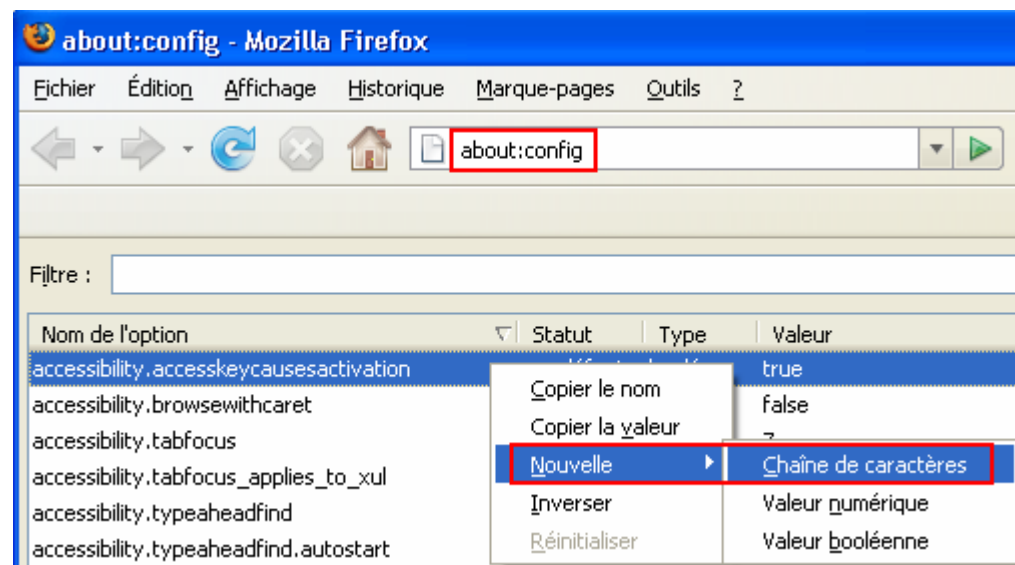 about:config - Mozilla Firefox
Fichier Édition Affichage Historique Marque-pages Outils ?
about:config
Filtre :
Nom de l'option Statut Type Valeur
accessibility.accesskeycausesactivation true
accessibility.browsewithcaret false
accessibility.tabfocus
accessibility.tabfocus_applies_to_xul
accessibility.typeaheadfind
accessibility.typeaheadfind.autostart
Copier le nom
Copier la valeur
Nouvelle
Inverser
Réinitialiser
Chaîne de caractères
Valeur numérique
Valeur booléenne